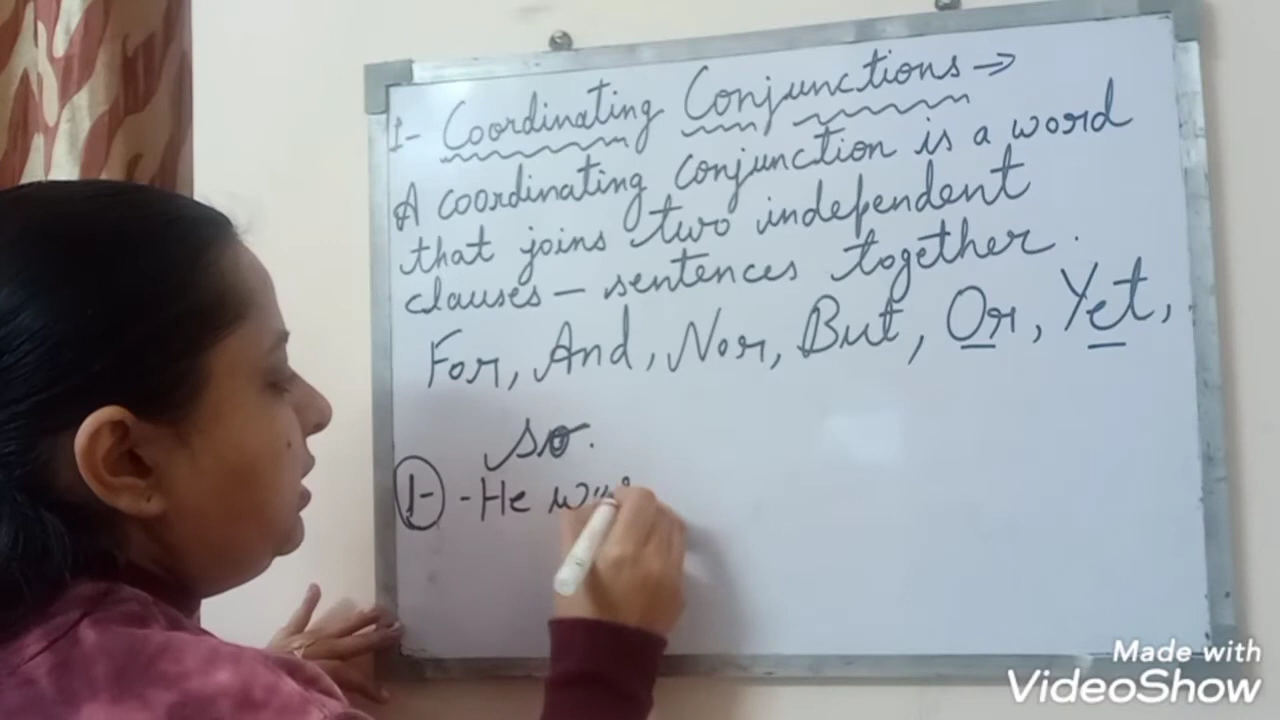 1- Coordinating Conjunctions →
A coordinating conjunction is a word
that joins two independent
clauses - sentences together.
For, And, Nor, But, Or, Yet,
so.
1- - He
Made with
VideoShow